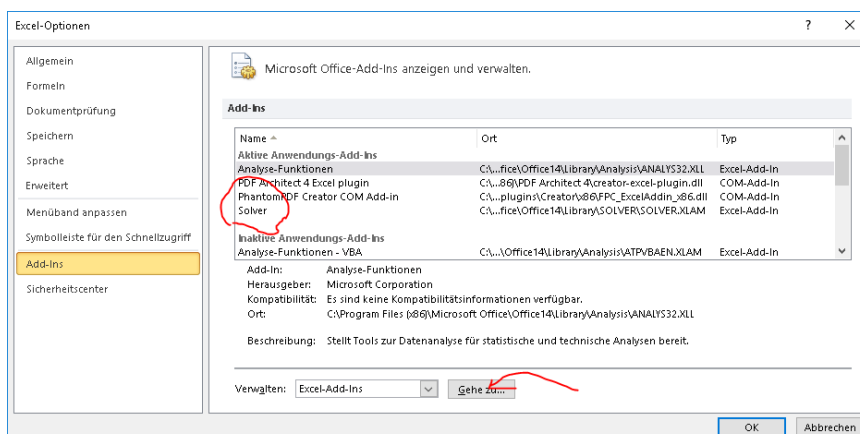 Excel-Optionen
Allgemein
Formeln
Dokumentprüfung
Speichern
Sprache
Erweitert
Menüband anpassen
Symbolleiste für den Schnellzugriff
Add-Ins
Sicherheitscenter
Microsoft Office-Add-Ins anzeigen und verwalten.
Add-Ins
Name Ort Typ
Aktive Anwendungs-Add-Ins
Analyse-Funktionen C:\...fice\Office14\Library\Analysis\ANALYS32.XLL Excel-Add-In
PDF Architect 4 Excel plugin C:\...86)\PDF Architect 4\creator-excel-plugin.dll COM-Add-In
PhantomPDF Creator COM Add-in C:\...plugins\Creator\x86\FPC_ExcelAddin_x86.dll COM-Add-In
Solver C:\...fice\Office14\Library\SOLVER\SOLVER.XLAM Excel-Add-In
Inaktive Anwendungs-Add-Ins
Analyse-Funktionen - VBA C:\...\Office14\Library\Analysis\ATPVBAEN.XLAM Excel-Add-In
Add-In: Analyse-Funktionen
Herausgeber: Microsoft Corporation
Kompatibilität: Es sind keine Kompatibilitätsinformationen verfügbar.
Ort: C:\Program Files (x86)\Microsoft Office\Office14\Library\Analysis\ANALYS32.XLL
Beschreibung: Stellt Tools zur Datenanalyse für statistische und technische Analysen bereit.
Verwalten: Excel-Add-Ins Gehe zu...
OK Abbrechen